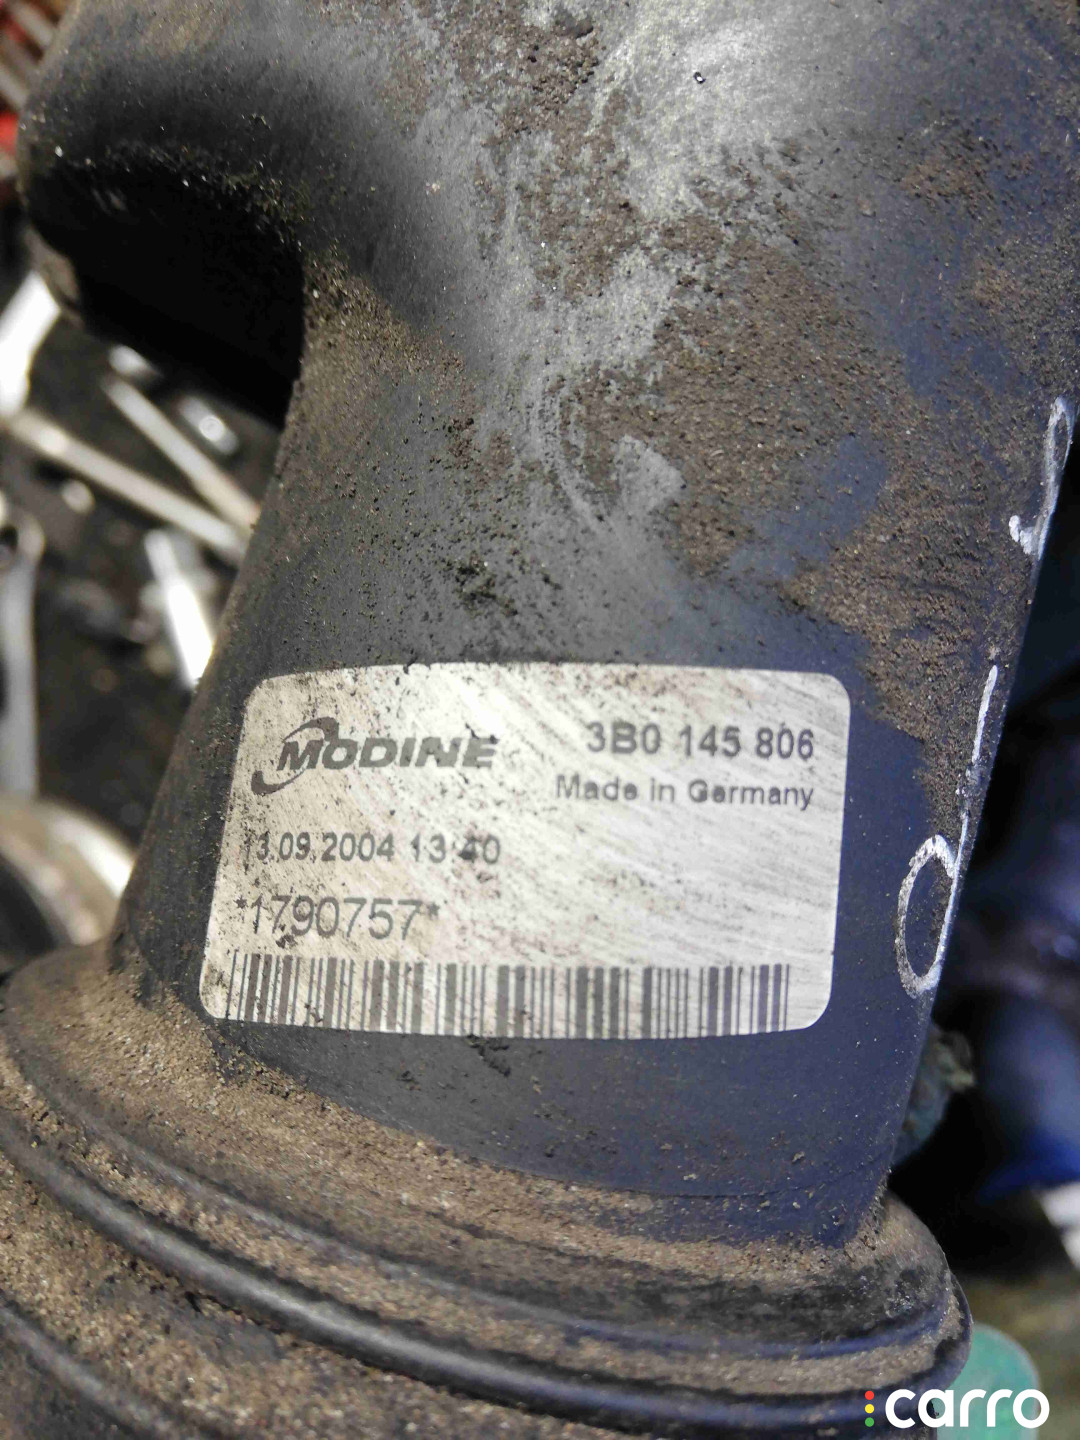 MODINE
3B0 145 806
Made in Germany
13.09.2004 13:40
*1790757*
carro